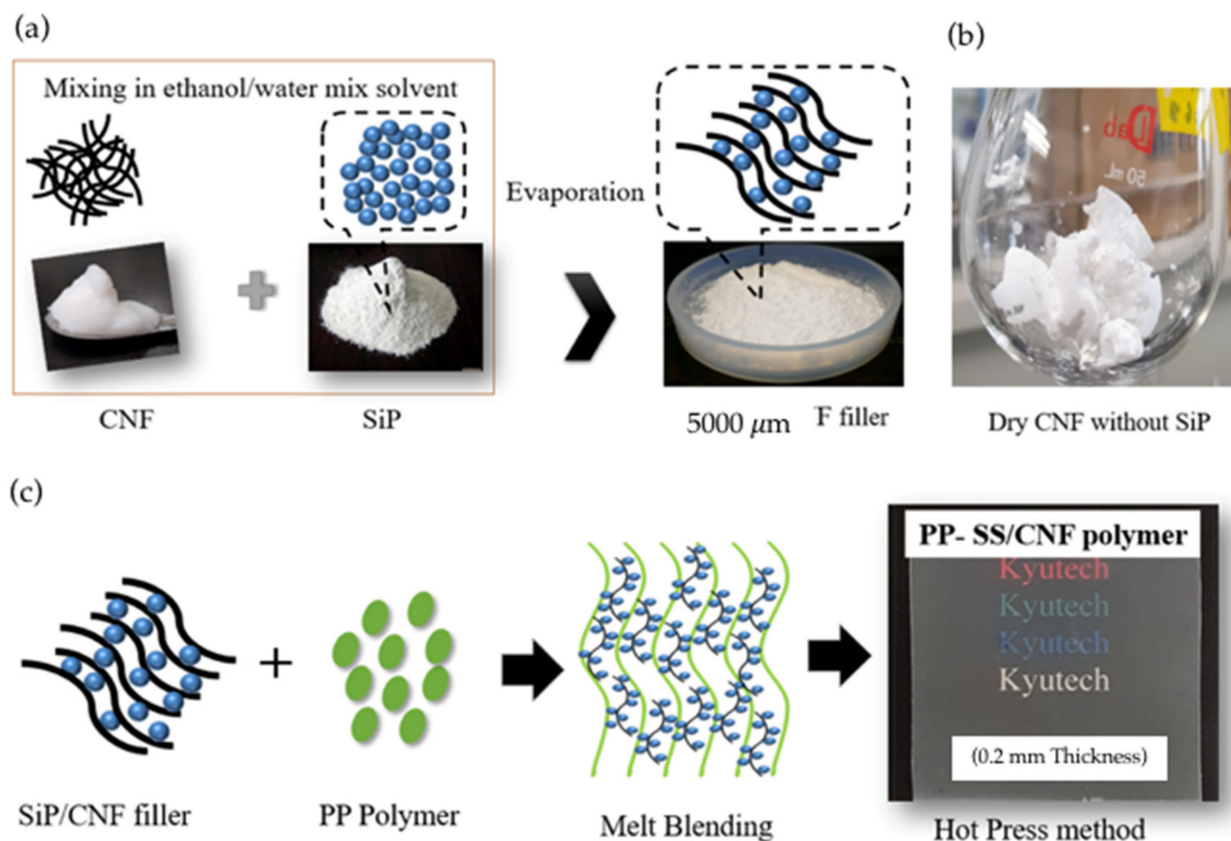 (a)
(b)
Mixing in ethanol/water mix solvent
Evaporation
Dab
50 mL
CNF
SiP
5000 μm F filler
Dry CNF without SiP
(c)
PP- SS/CNF polymer
Kyutech
Kyutech
Kyutech
Kyutech
(0.2 mm Thickness)
SiP/CNF filler
PP Polymer
Melt Blending
Hot Press method